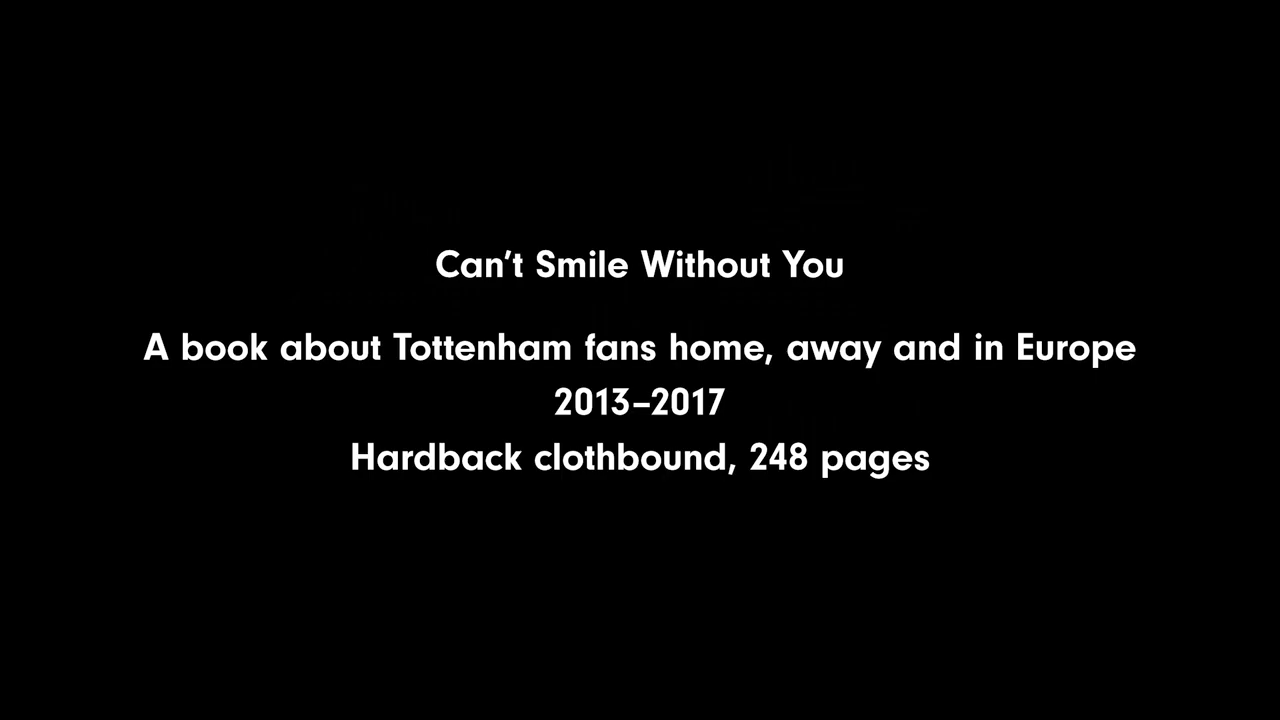 Can’t Smile Without You
A book about Tottenham fans home, away and in Europe
2013–2017
Hardback clothbound, 248 pages